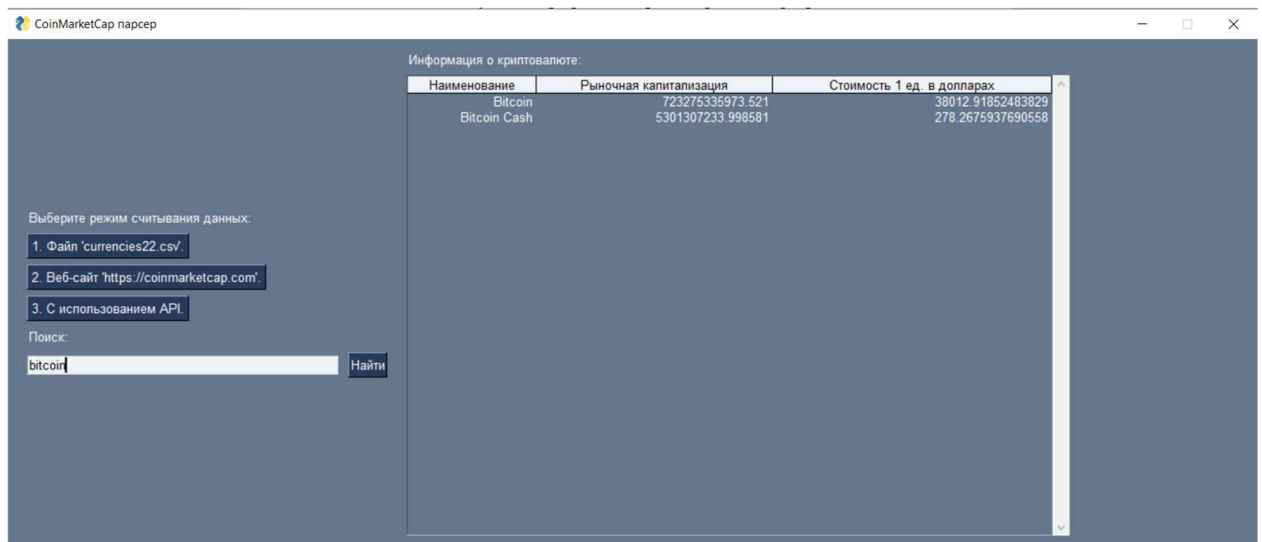 CoinMarketCap парсер
Информация о криптовалюте:
Наименование Рыночная капитализация Стоимость 1 ед. в долларах
Bitcoin 723275335973.521 38012.91852483829
Bitcoin Cash 5301307233.998581 278.2675937690558
Выберите режим считывания данных:
1. Файл 'currencies22.csv'.
2. Веб-сайт 'https://coinmarketcap.com'.
3. С использованием API.
Поиск:
bitcoin Найти